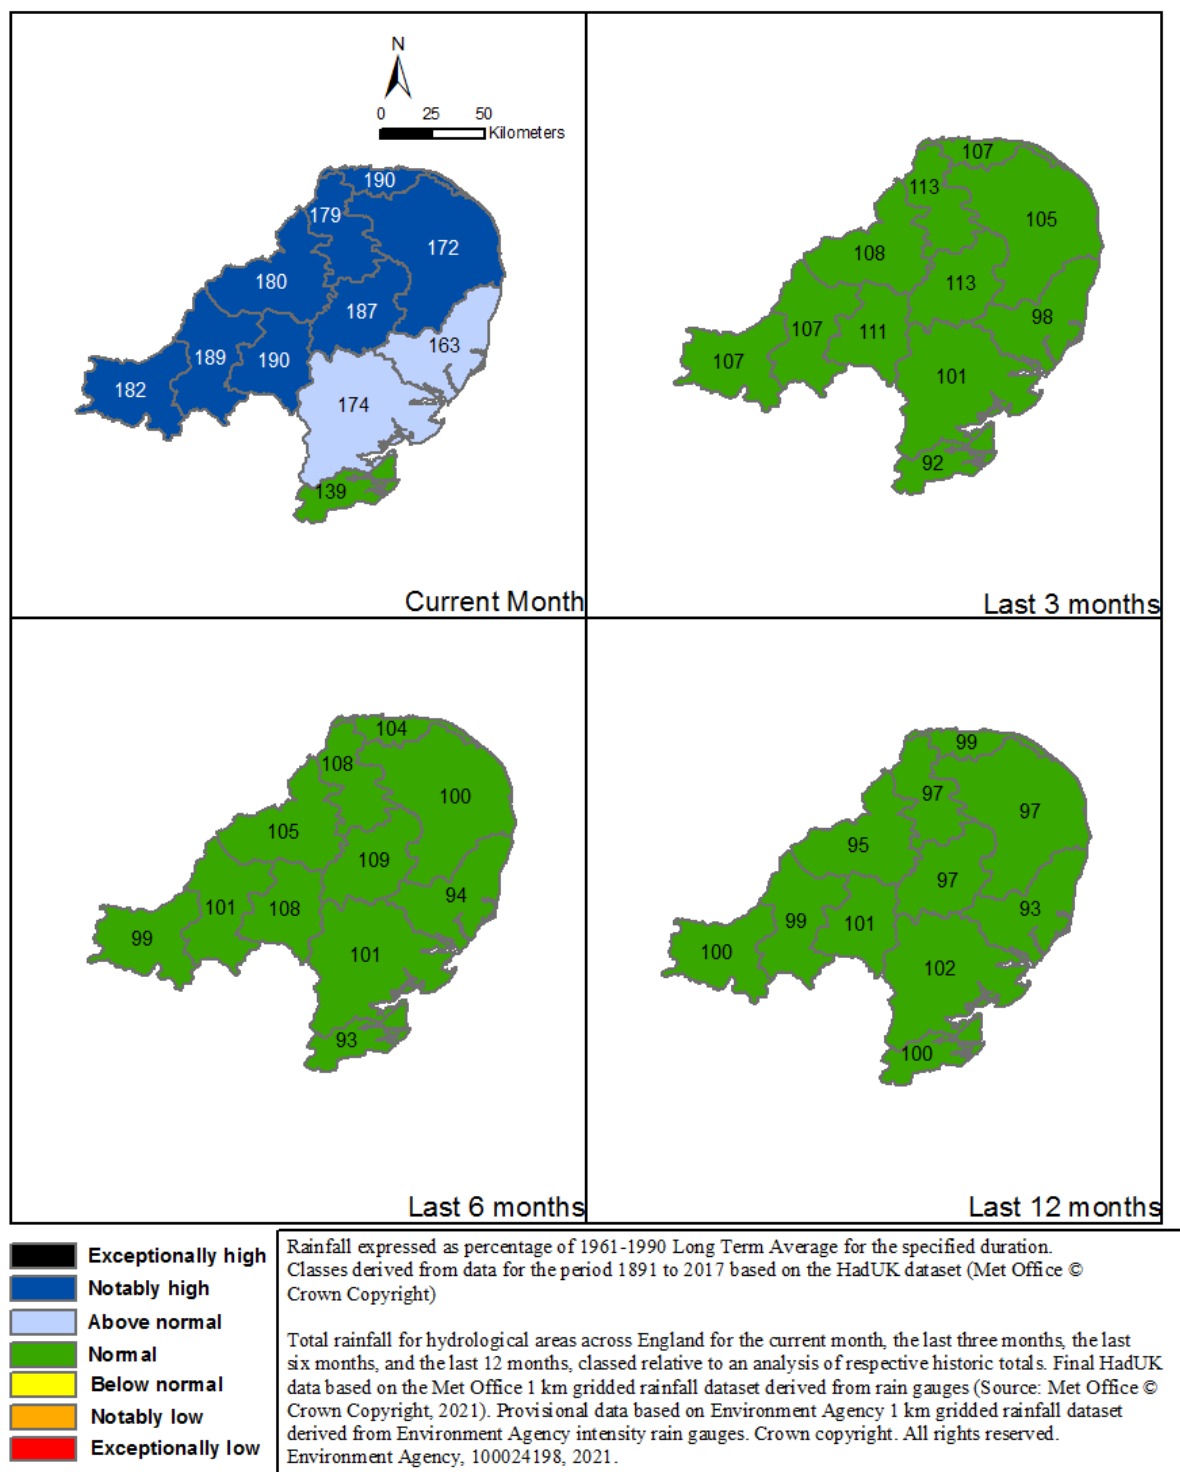 N
0 25 50
Kilometers
190
179
172
180
187
163
189
190
182
174
139
Current Month
107
113
105
108
113
98
107
111
107
101
92
Last 3 months
104
108
100
105
109
94
101
108
99
101
93
Last 6 months
99
97
97
95
97
93
99
101
100
102
100
Last 12 months
Exceptionally high
Notably high
Above normal
Normal
Below normal
Notably low
Exceptionally low
Rainfall expressed as percentage of 1961-1990 Long Term Average for the specified duration.
Classes derived from data for the period 1891 to 2017 based on the HadUK dataset (Met Office ©
Crown Copyright)
Total rainfall for hydrological areas across England for the current month, the last three months, the last
six months, and the last 12 months, classed relative to an analysis of respective historic totals. Final HadUK
data based on the Met Office 1 km gridded rainfall dataset derived from rain gauges (Source: Met Office ©
Crown Copyright, 2021). Provisional data based on Environment Agency 1 km gridded rainfall dataset
derived from Environment Agency intensity rain gauges. Crown copyright. All rights reserved.
Environment Agency, 100024198, 2021.